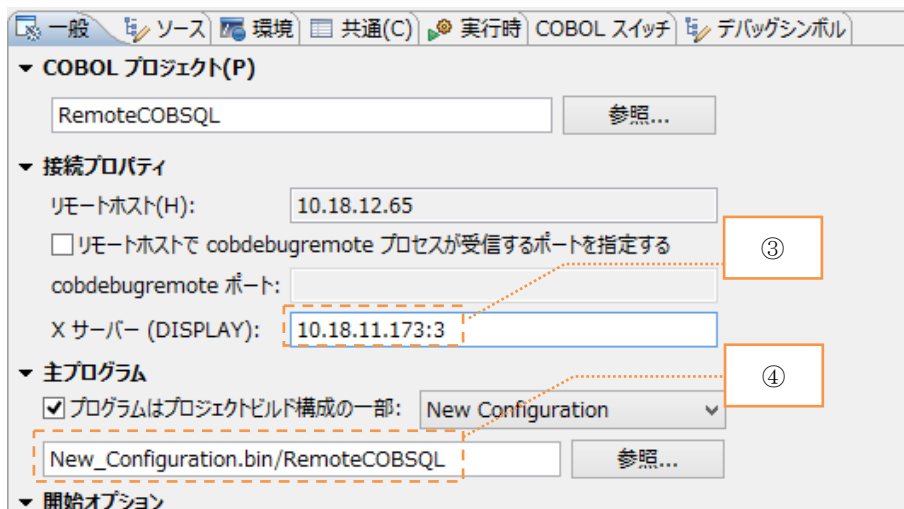 一般 ソース 環境 共通(C) 実行時 COBOL スイッチ デバッグシンボル
COBOL プロジェクト(P)
RemoteCOBSQL 参照...
接続プロパティ
リモートホスト(H): 10.18.12.65
リモートホストで cobdebugremote プロセスが受信するポートを指定する
③
cobdebugremote ポート:
X サーバー (DISPLAY): 10.18.11.173:3
主プログラム
④
プログラムはプロジェクトビルド構成の一部: New Configuration
New_Configuration.bin/RemoteCOBSQL 参照...
開始オプション